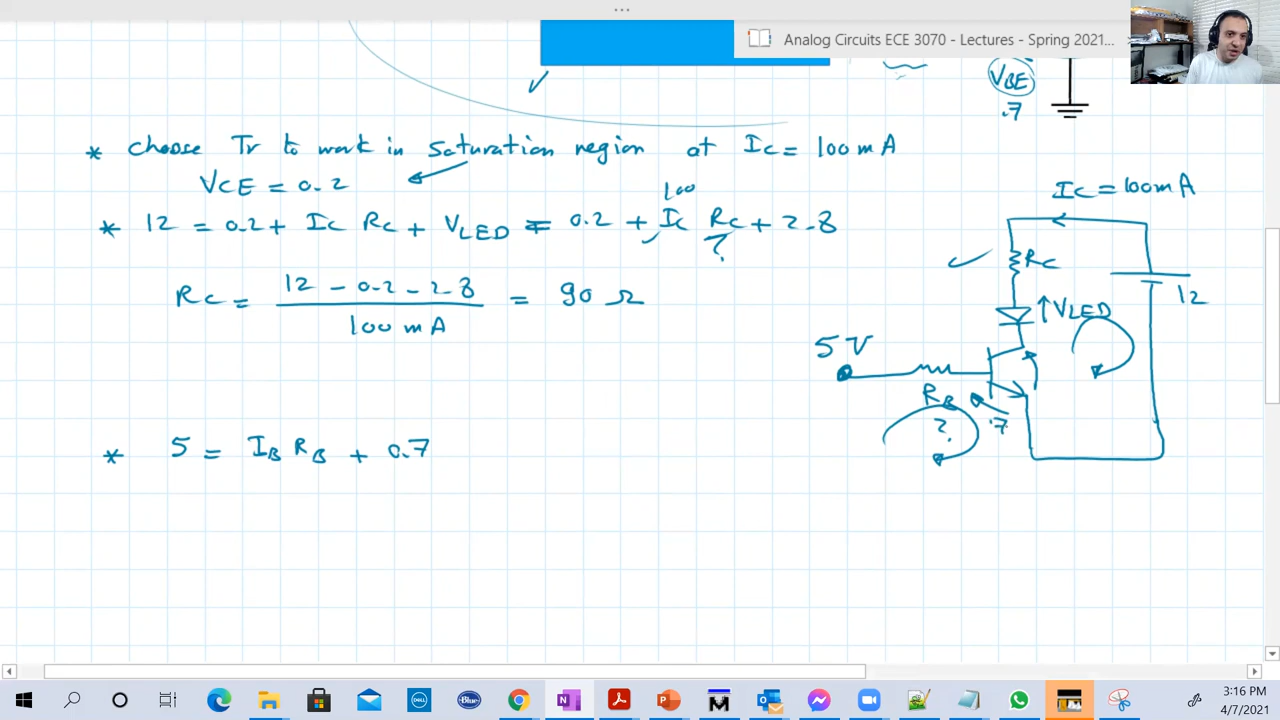 Analog Circuits ECE 3070 - Lectures - Spring 2021...
VBE
.7
* choose Tr to work in saturation region at Ic = 100 mA
VCE = 0.2
Ic = 100mA
100
* 12 = 0.2 + Ic Rc + VLED = 0.2 + Ic Rc + 2.8
?
Rc
Rc = 12 - 0.2 - 2.8 = 90 Ω
100 mA
12
↑VLED
5V
RB
?
.7
* 5 = IB RB + 0.7
DELL
Blue
N
P
M
3:16 PM
4/7/2021